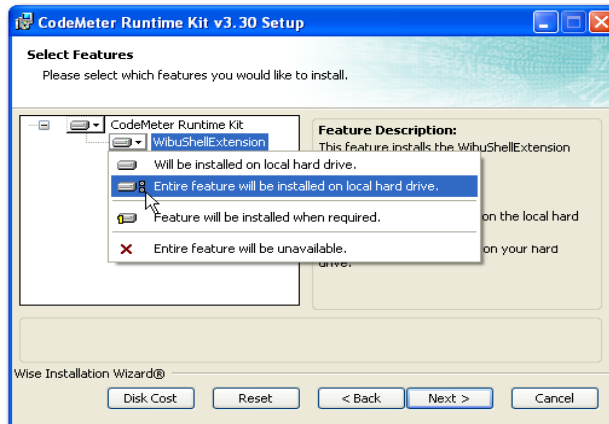 CodeMeter Runtime Kit v3.30 Setup
Select Features
Please select which features you would like to install.
CodeMeter Runtime Kit
WibuShellExtension
Feature Description:
This feature installs the WibuShellExtension
Will be installed on local hard drive.
Entire feature will be installed on local hard drive.
Feature will be installed when required.
on the local hard
Entire feature will be unavailable.
on your hard
drive.
Wise Installation Wizard®
Disk Cost
Reset
< Back
Next >
Cancel